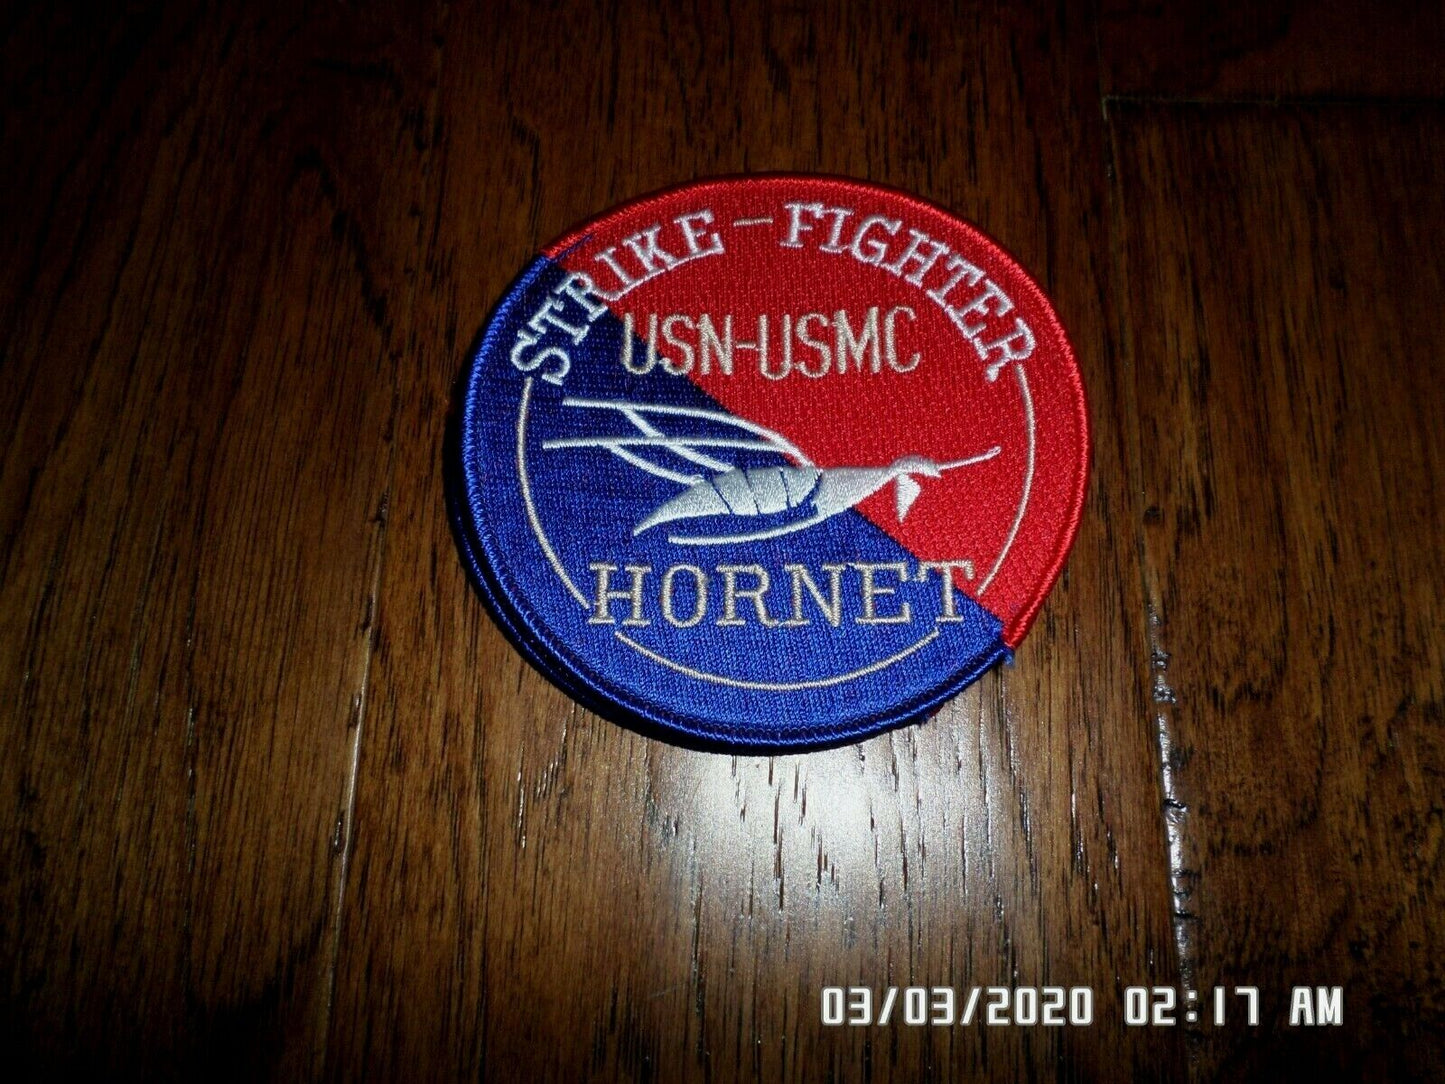 STRIKE-FIGHTER
USN-USMC
HORNET
03/03/2020 02:17 AM